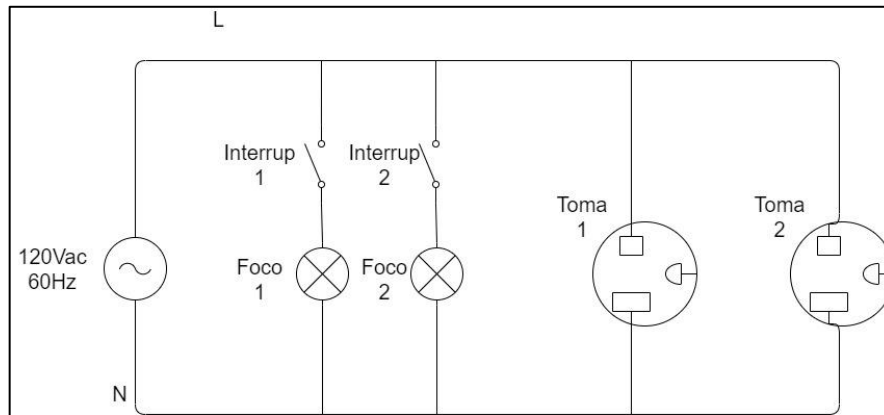 L
Interrup
1
Interrup
2
Toma
1
Toma
2
120Vac
60Hz
Foco
1
Foco
2
N